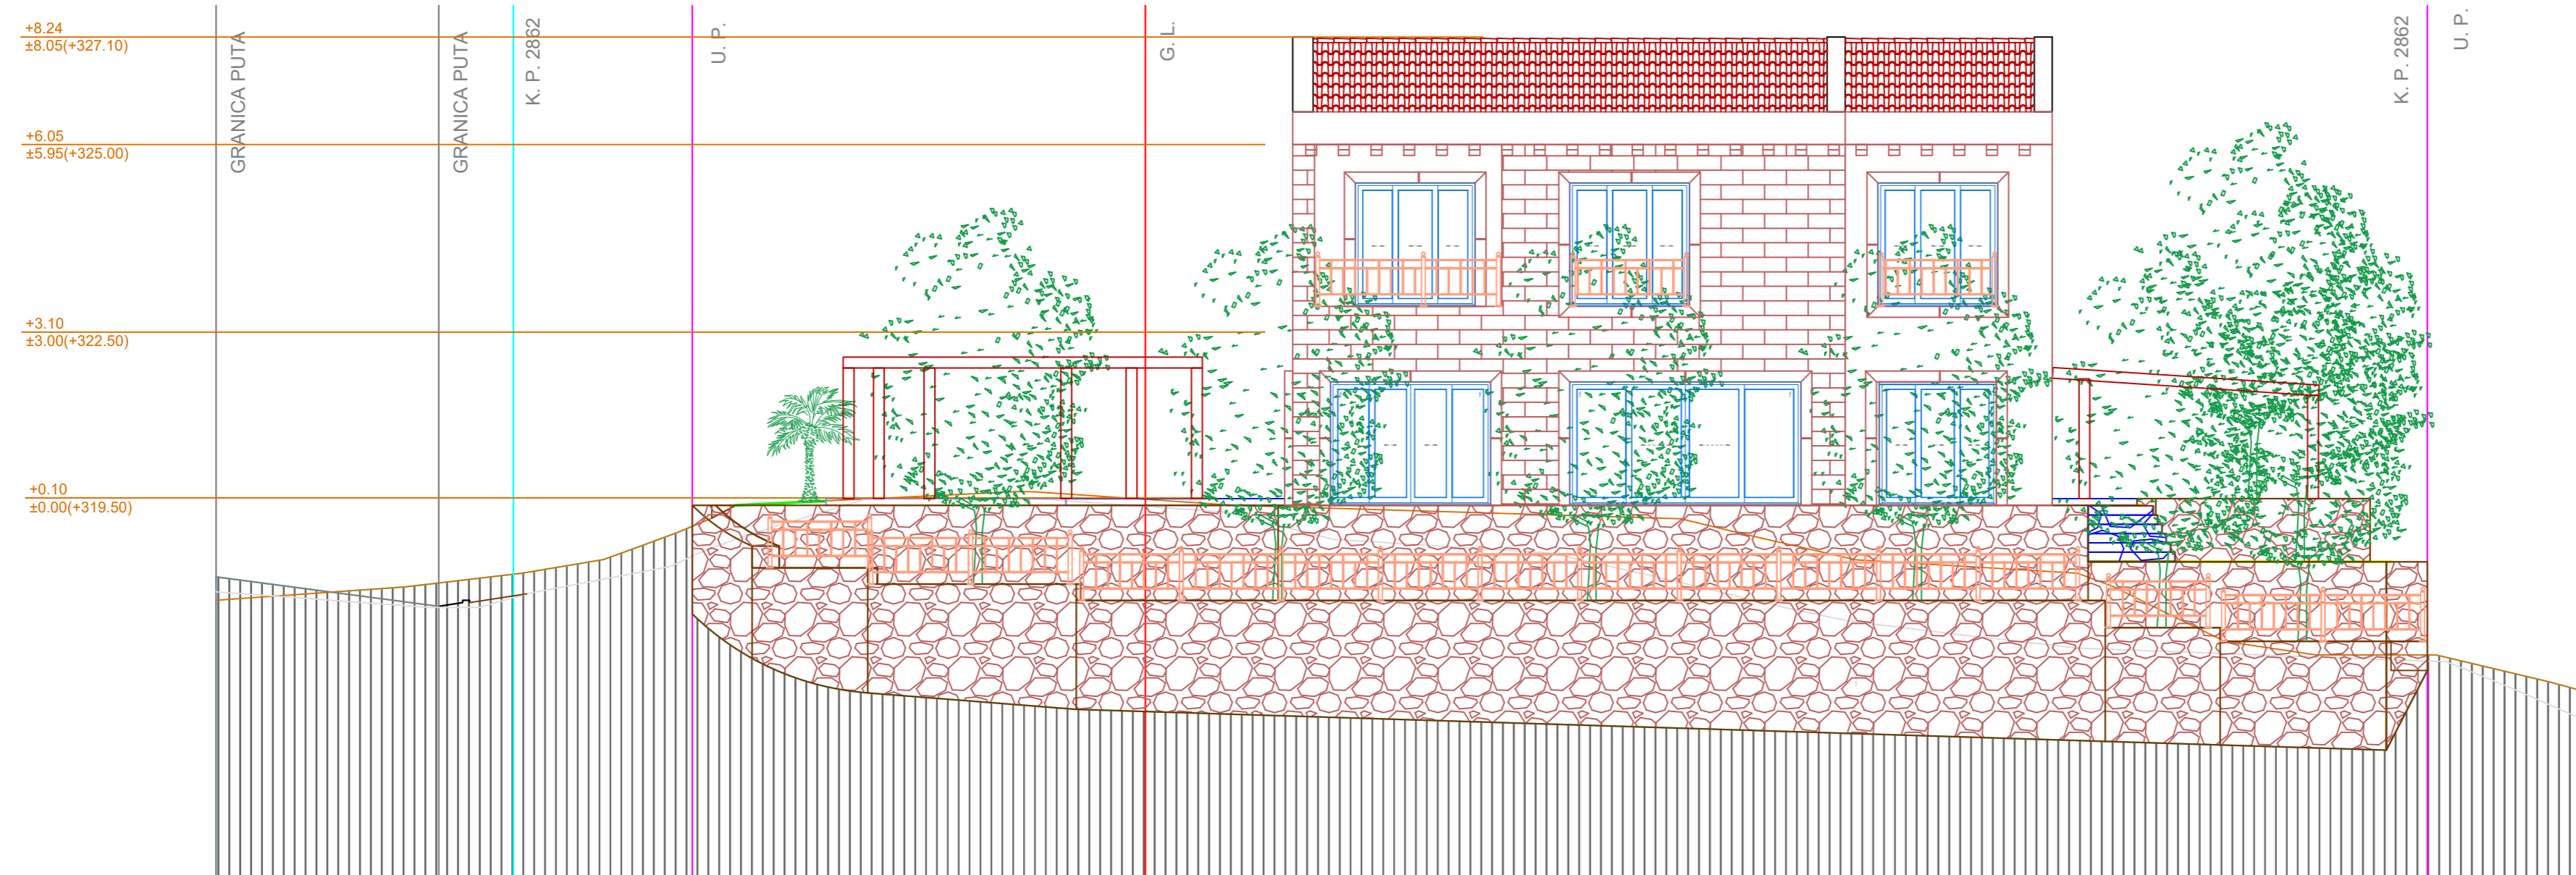 +8.24
±8.05(+327.10)
+6.05
±5.95(+325.00)
+3.10
±3.00(+322.50)
+0.10
±0.00(+319.50)
GRANICA PUTA
GRANICA PUTA
K. P. 2862
U. P.
G. L.
K. P. 2862
U. P.